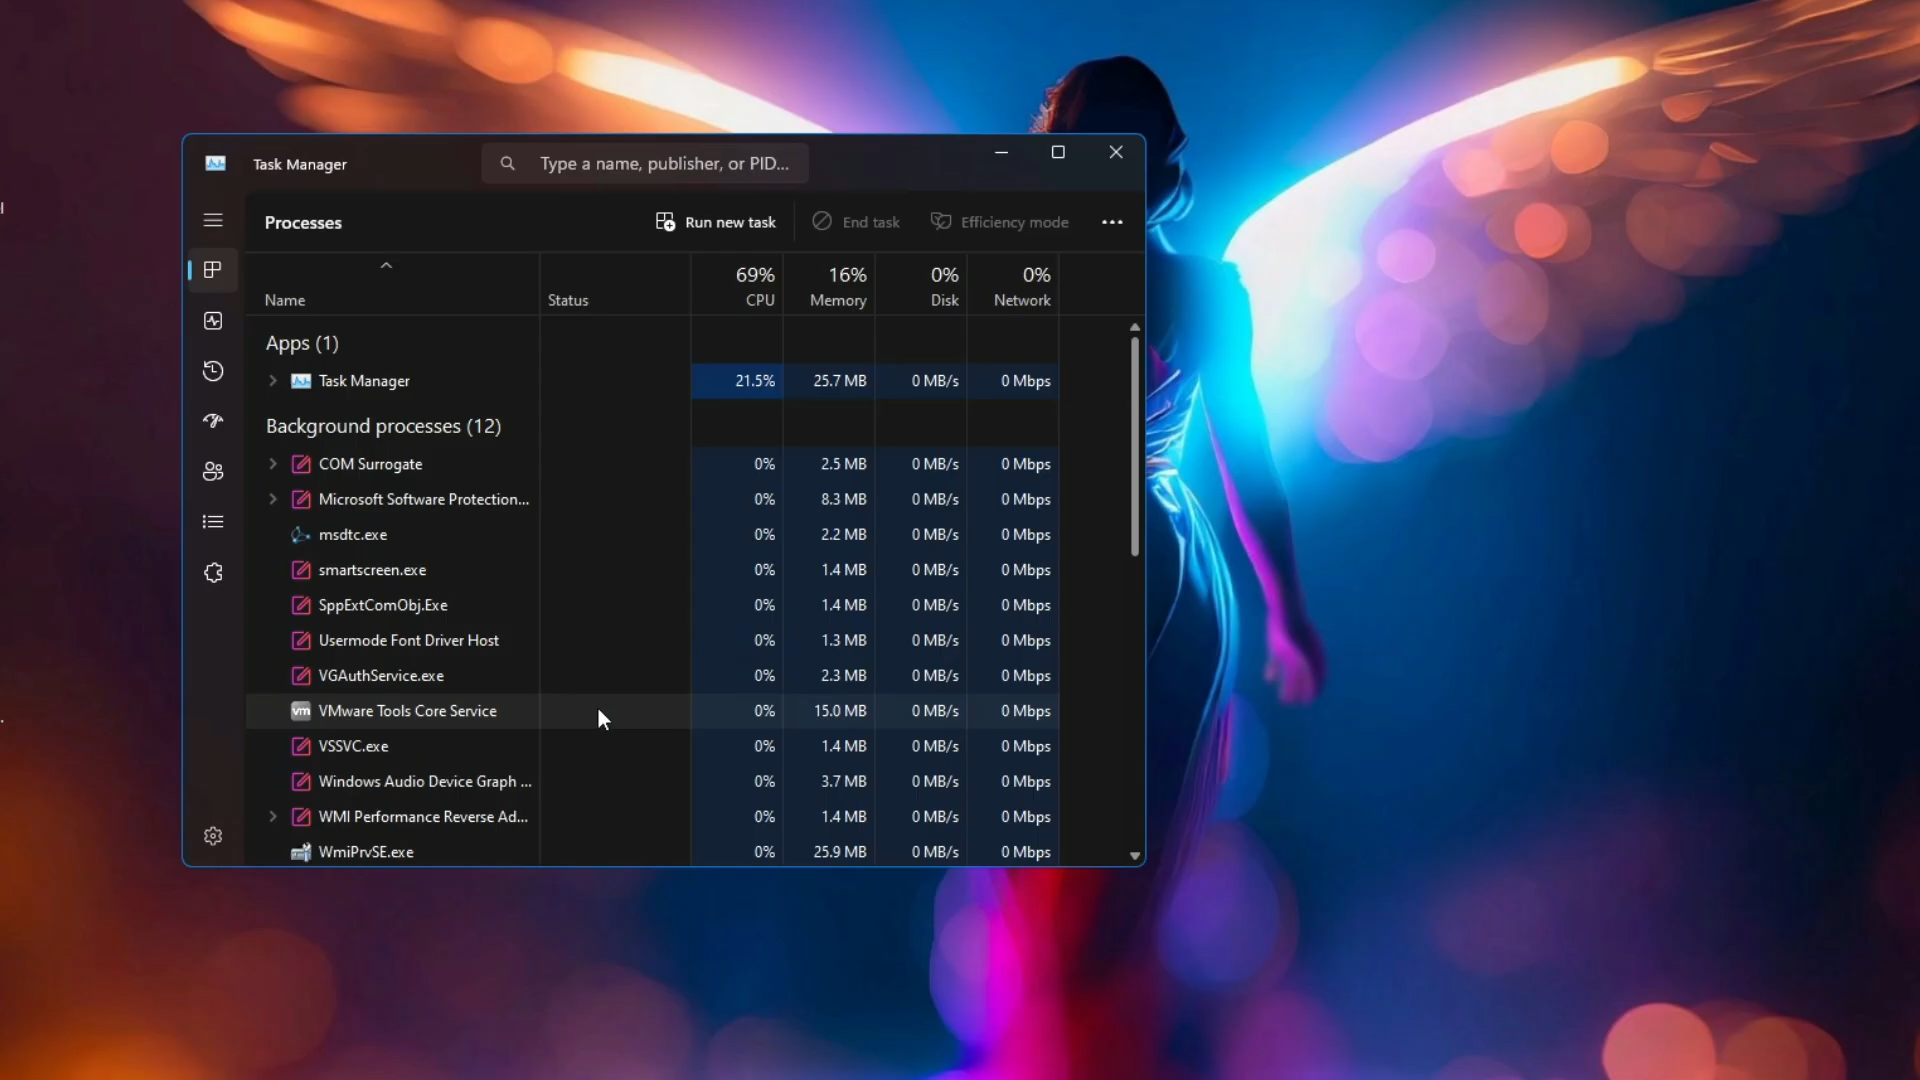 Task Manager
Type a name, publisher, or PID...
Processes
Run new task
End task
Efficiency mode
69% 16% 0% 0%
Name Status CPU Memory Disk Network
Apps (1)
Task Manager 21.5% 25.7 MB 0 MB/s 0 Mbps
Background processes (12)
COM Surrogate 0% 2.5 MB 0 MB/s 0 Mbps
Microsoft Software Protection... 0% 8.3 MB 0 MB/s 0 Mbps
msdtc.exe 0% 2.2 MB 0 MB/s 0 Mbps
smartscreen.exe 0% 1.4 MB 0 MB/s 0 Mbps
SppExtComObj.Exe 0% 1.4 MB 0 MB/s 0 Mbps
Usermode Font Driver Host 0% 1.3 MB 0 MB/s 0 Mbps
VGAuthService.exe 0% 2.3 MB 0 MB/s 0 Mbps
vm VMware Tools Core Service 0% 15.0 MB 0 MB/s 0 Mbps
VSSVC.exe 0% 1.4 MB 0 MB/s 0 Mbps
Windows Audio Device Graph ... 0% 3.7 MB 0 MB/s 0 Mbps
WMI Performance Reverse Ad... 0% 1.4 MB 0 MB/s 0 Mbps
WmiPrvSE.exe 0% 25.9 MB 0 MB/s 0 Mbps